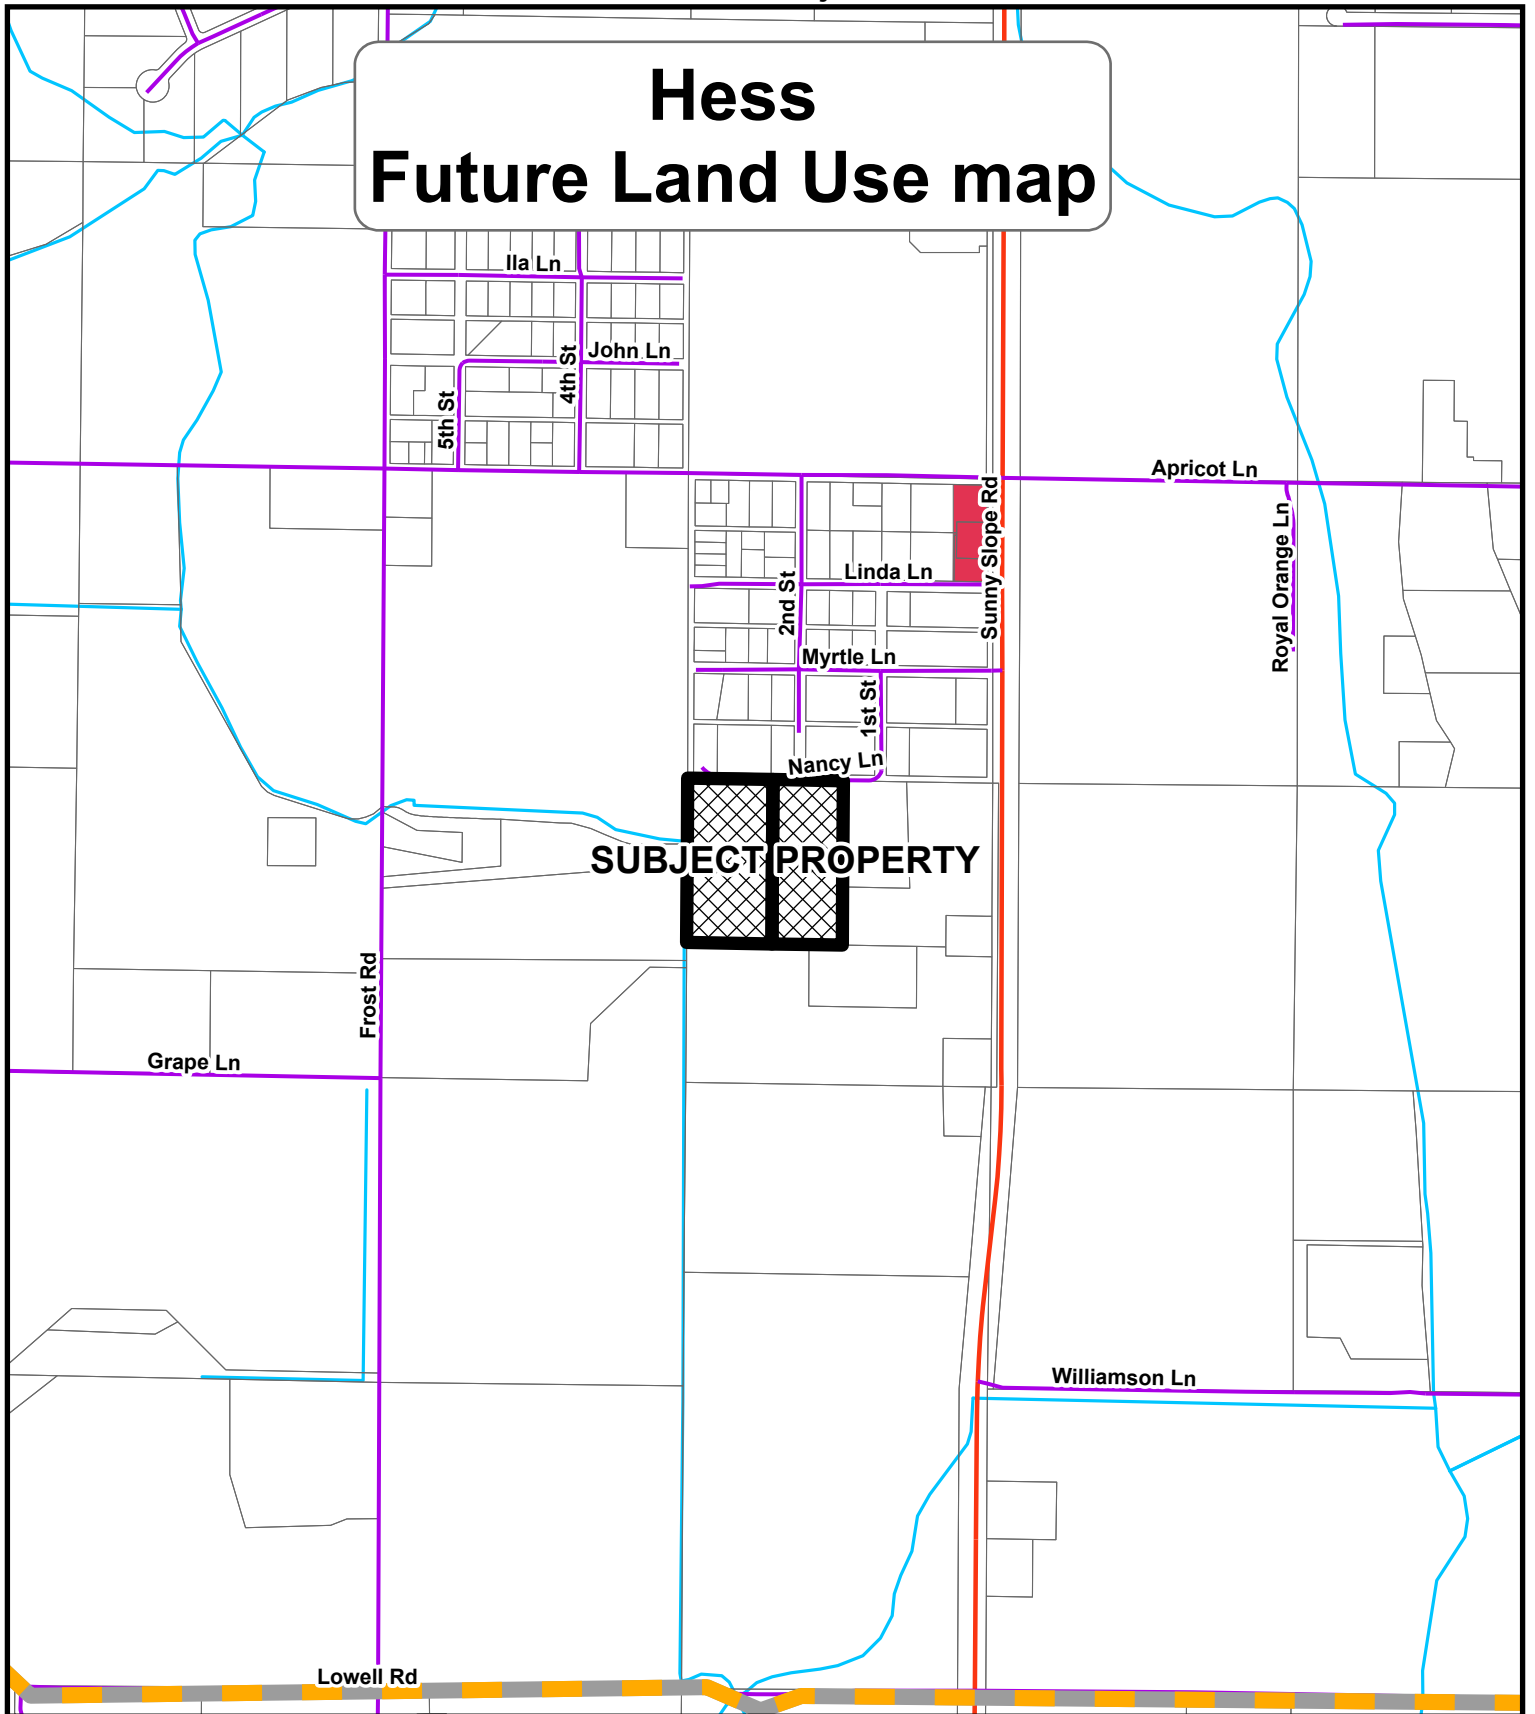 Hess
Future Land Use map
Ila Ln
John Ln
4th St
5th St
Apricot Ln
Sunny Slope Rd
Royal Orange Ln
Linda Ln
2nd St
Myrtle Ln
1st St
Nancy Ln
SUBJECT PROPERTY
Frost Rd
Grape Ln
Williamson Ln
Lowell Rd